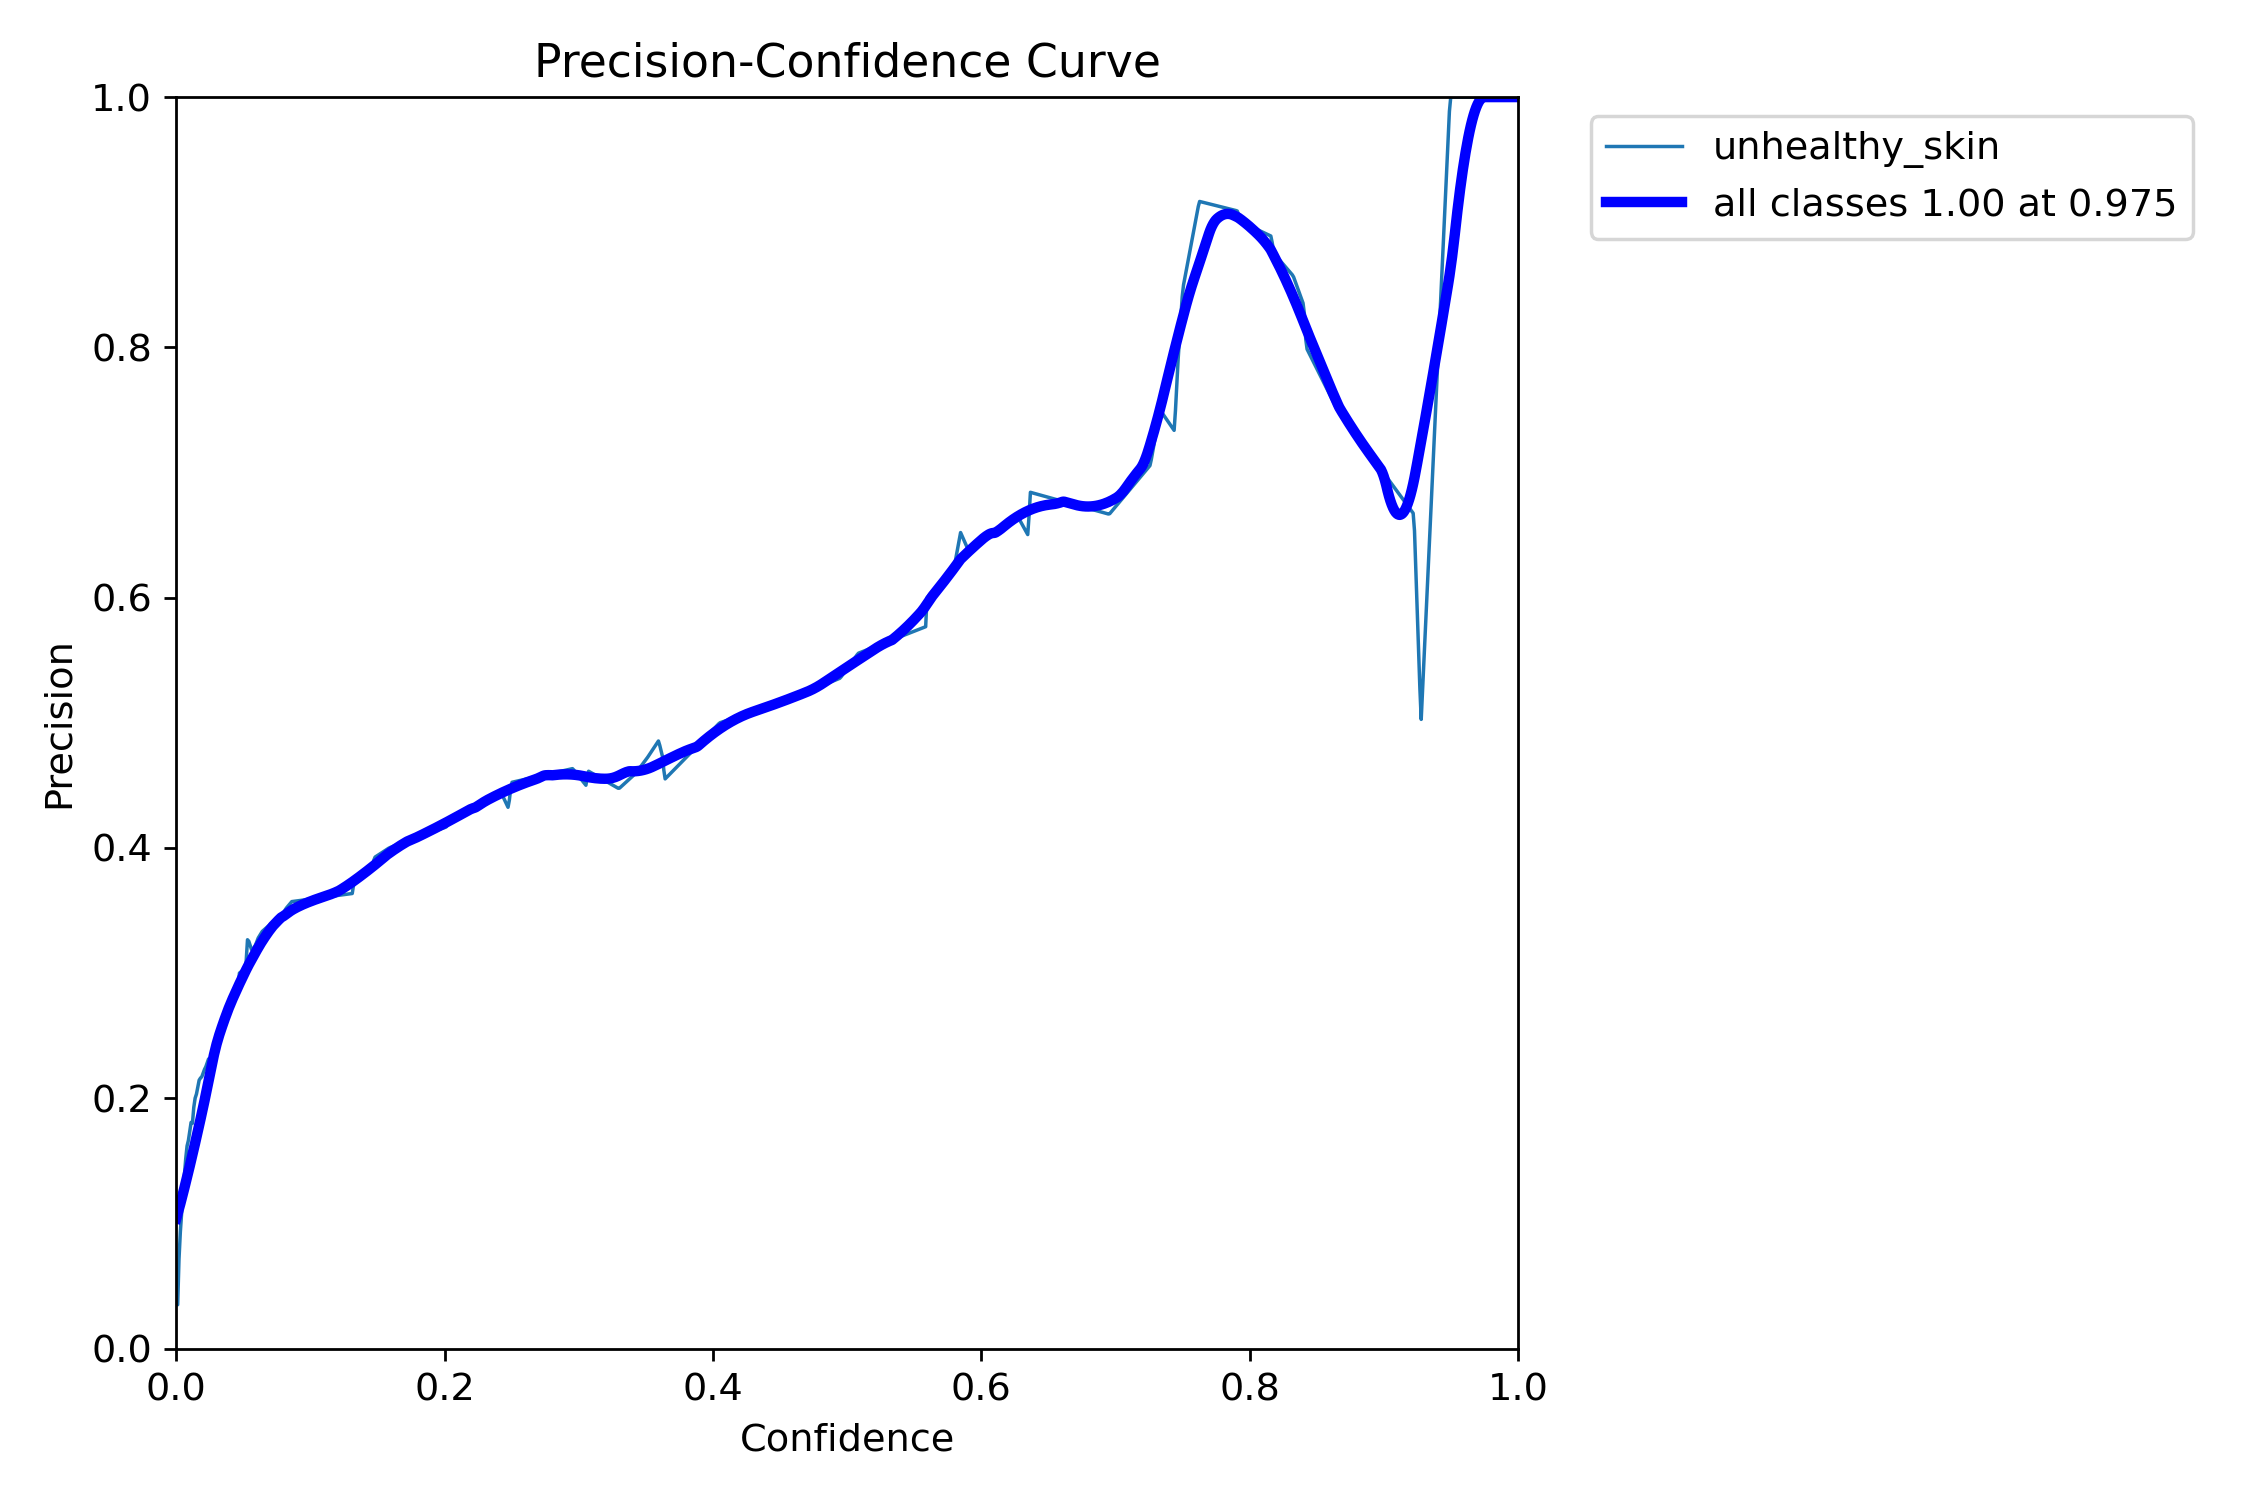 Precision-Confidence Curve
unhealthy_skin
all classes 1.00 at 0.975
1.0
0.8
0.6
0.4
0.2
0.0
Precision
0.0 0.2 0.4 0.6 0.8 1.0
Confidence